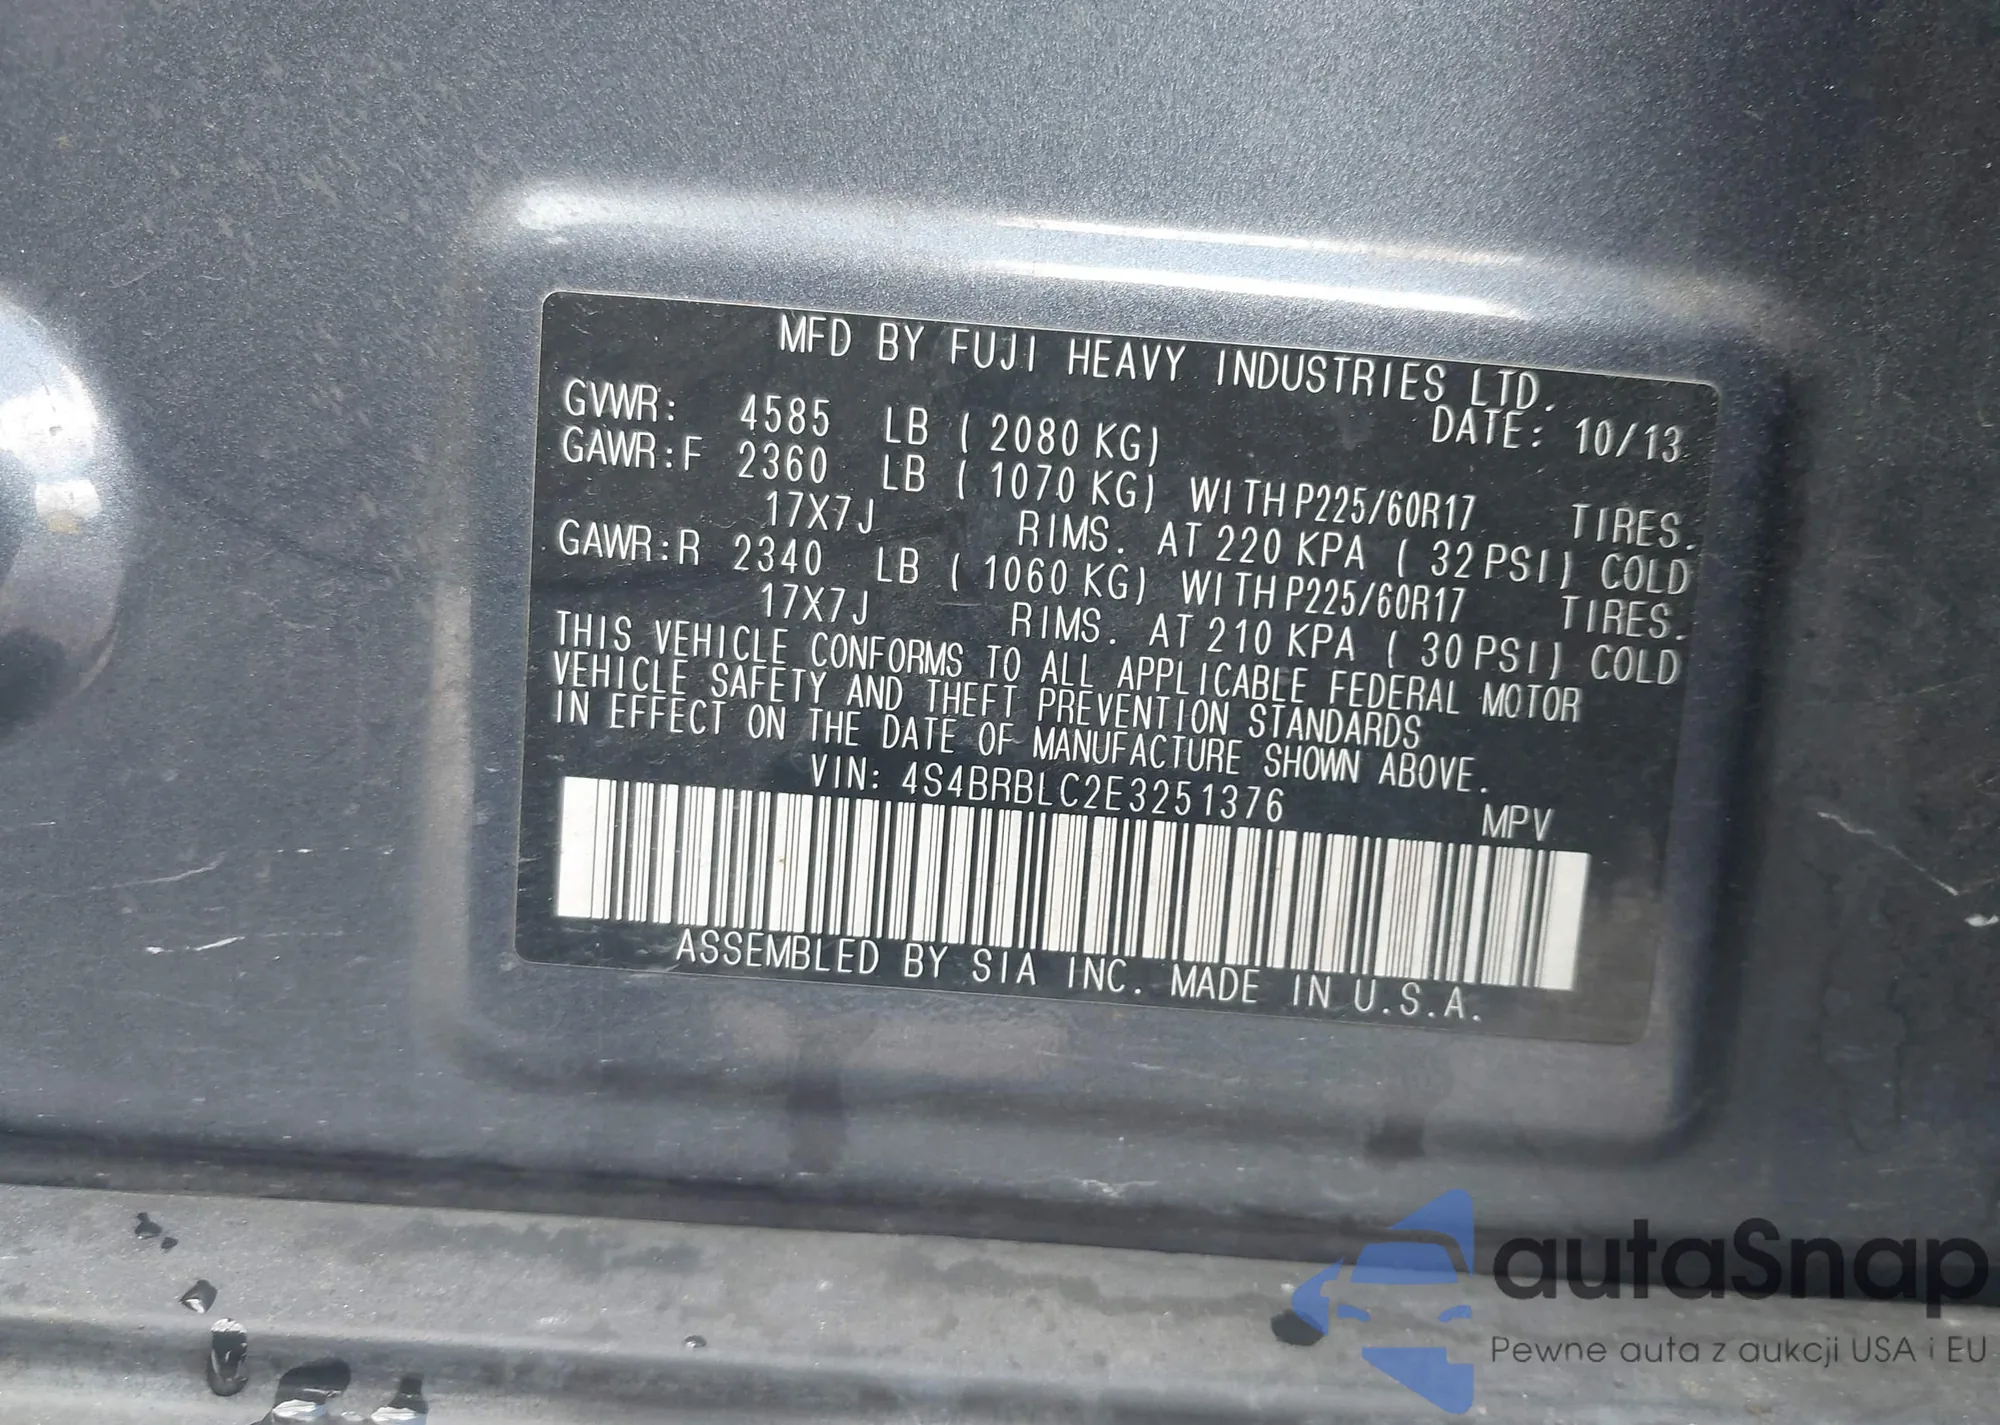 MFD BY FUJI HEAVY INDUSTRIES LTD.
DATE: 10/13
GVWR: 4585 LB ( 2080 KG)
GAWR:F 2360 LB ( 1070 KG) WITH P225/60R17 TIRES.
17X7J RIMS. AT 220 KPA ( 32 PSI) COLD
GAWR:R 2340 LB ( 1060 KG) WITH P225/60R17 TIRES.
17X7J RIMS. AT 210 KPA ( 30 PSI) COLD
THIS VEHICLE CONFORMS TO ALL APPLICABLE FEDERAL MOTOR
VEHICLE SAFETY AND THEFT PREVENTION STANDARDS
IN EFFECT ON THE DATE OF MANUFACTURE SHOWN ABOVE.
VIN: 4S4BRBLC2E3251376
MPV
ASSEMBLED BY SIA INC. MADE IN U.S.A.
autaSnap
Pewne auta z aukcji USA i EU